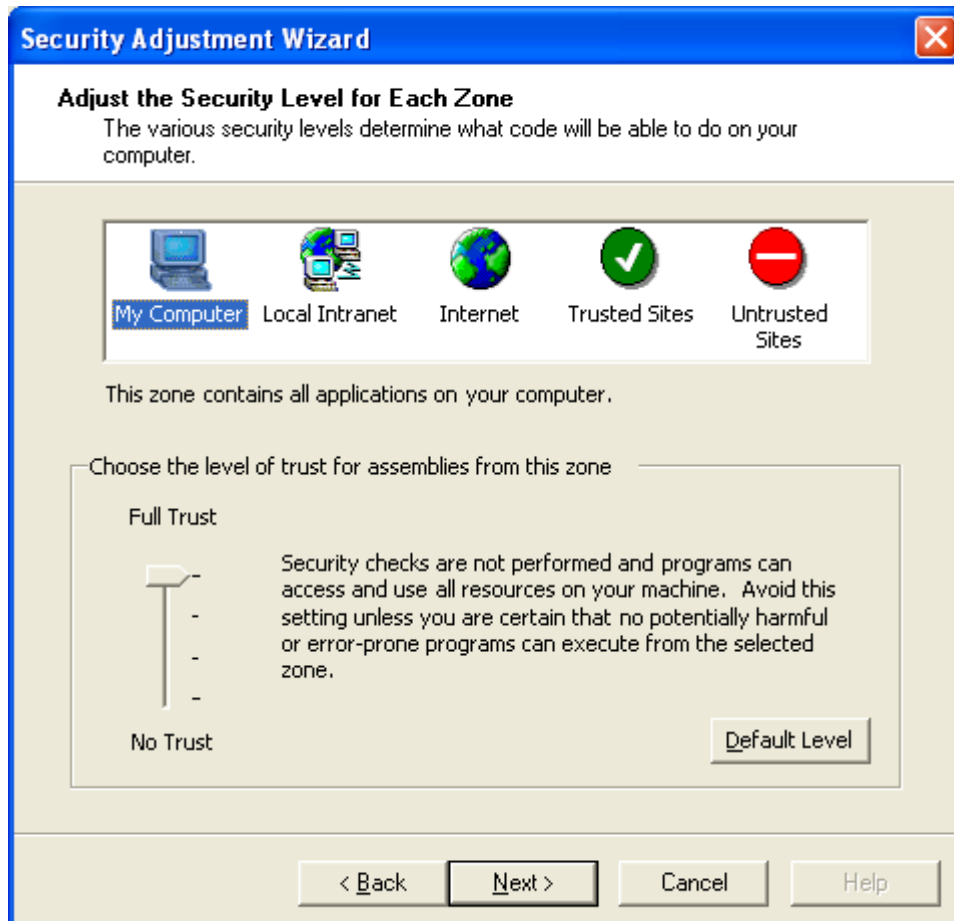 Security Adjustment Wizard
Adjust the Security Level for Each Zone
The various security levels determine what code will be able to do on your
computer.
My Computer
Local Intranet
Internet
Trusted Sites
Untrusted
Sites
This zone contains all applications on your computer.
Choose the level of trust for assemblies from this zone
Full Trust
Security checks are not performed and programs can
access and use all resources on your machine.  Avoid this
setting unless you are certain that no potentially harmful
or error-prone programs can execute from the selected
zone.
No Trust
Default Level
< Back
Next >
Cancel
Help